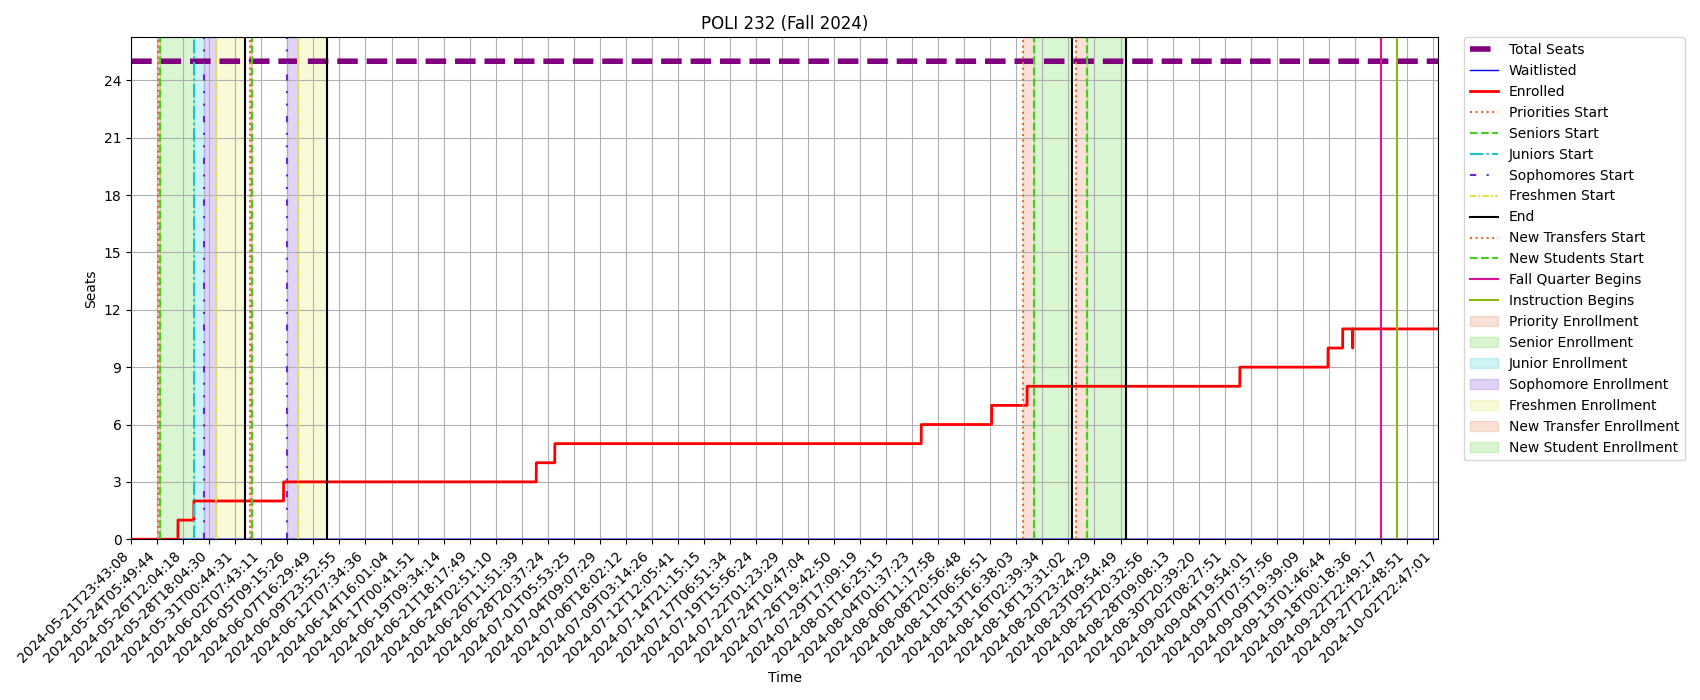 POLI 232 (Fall 2024)
Seats
24
21
18
15
12
9
6
3
0
2024-05-21T23:43:08
2024-05-24T05:49:44
2024-05-26T12:04:18
2024-05-28T18:04:30
2024-05-31T00:44:31
2024-06-02T07:43:11
2024-06-05T09:15:26
2024-06-07T16:29:49
2024-06-09T23:52:55
2024-06-12T07:34:36
2024-06-14T16:01:04
2024-06-17T00:41:51
2024-06-19T09:34:14
2024-06-21T18:17:49
2024-06-24T02:51:10
2024-06-26T11:51:39
2024-06-28T20:37:24
2024-07-01T05:53:25
2024-07-04T09:07:29
2024-07-06T18:02:12
2024-07-09T03:14:26
2024-07-12T12:05:41
2024-07-14T21:15:15
2024-07-17T06:51:34
2024-07-19T15:56:24
2024-07-22T01:23:29
2024-07-24T10:47:04
2024-07-26T19:42:50
2024-07-29T17:09:19
2024-08-01T16:25:15
2024-08-04T01:37:23
2024-08-06T11:17:58
2024-08-08T20:56:48
2024-08-11T06:56:51
2024-08-13T16:38:03
2024-08-16T02:39:34
2024-08-18T13:31:02
2024-08-20T23:24:29
2024-08-23T09:54:49
2024-08-25T20:32:56
2024-08-28T09:08:13
2024-08-30T20:39:20
2024-09-02T08:27:51
2024-09-04T19:54:01
2024-09-07T07:57:56
2024-09-09T19:39:09
2024-09-13T01:46:44
2024-09-18T00:18:36
2024-09-22T22:49:17
2024-09-27T22:48:51
2024-10-02T22:47:01
Time
Total Seats
Waitlisted
Enrolled
Priorities Start
Seniors Start
Juniors Start
Sophomores Start
Freshmen Start
End
New Transfers Start
New Students Start
Fall Quarter Begins
Instruction Begins
Priority Enrollment
Senior Enrollment
Junior Enrollment
Sophomore Enrollment
Freshmen Enrollment
New Transfer Enrollment
New Student Enrollment